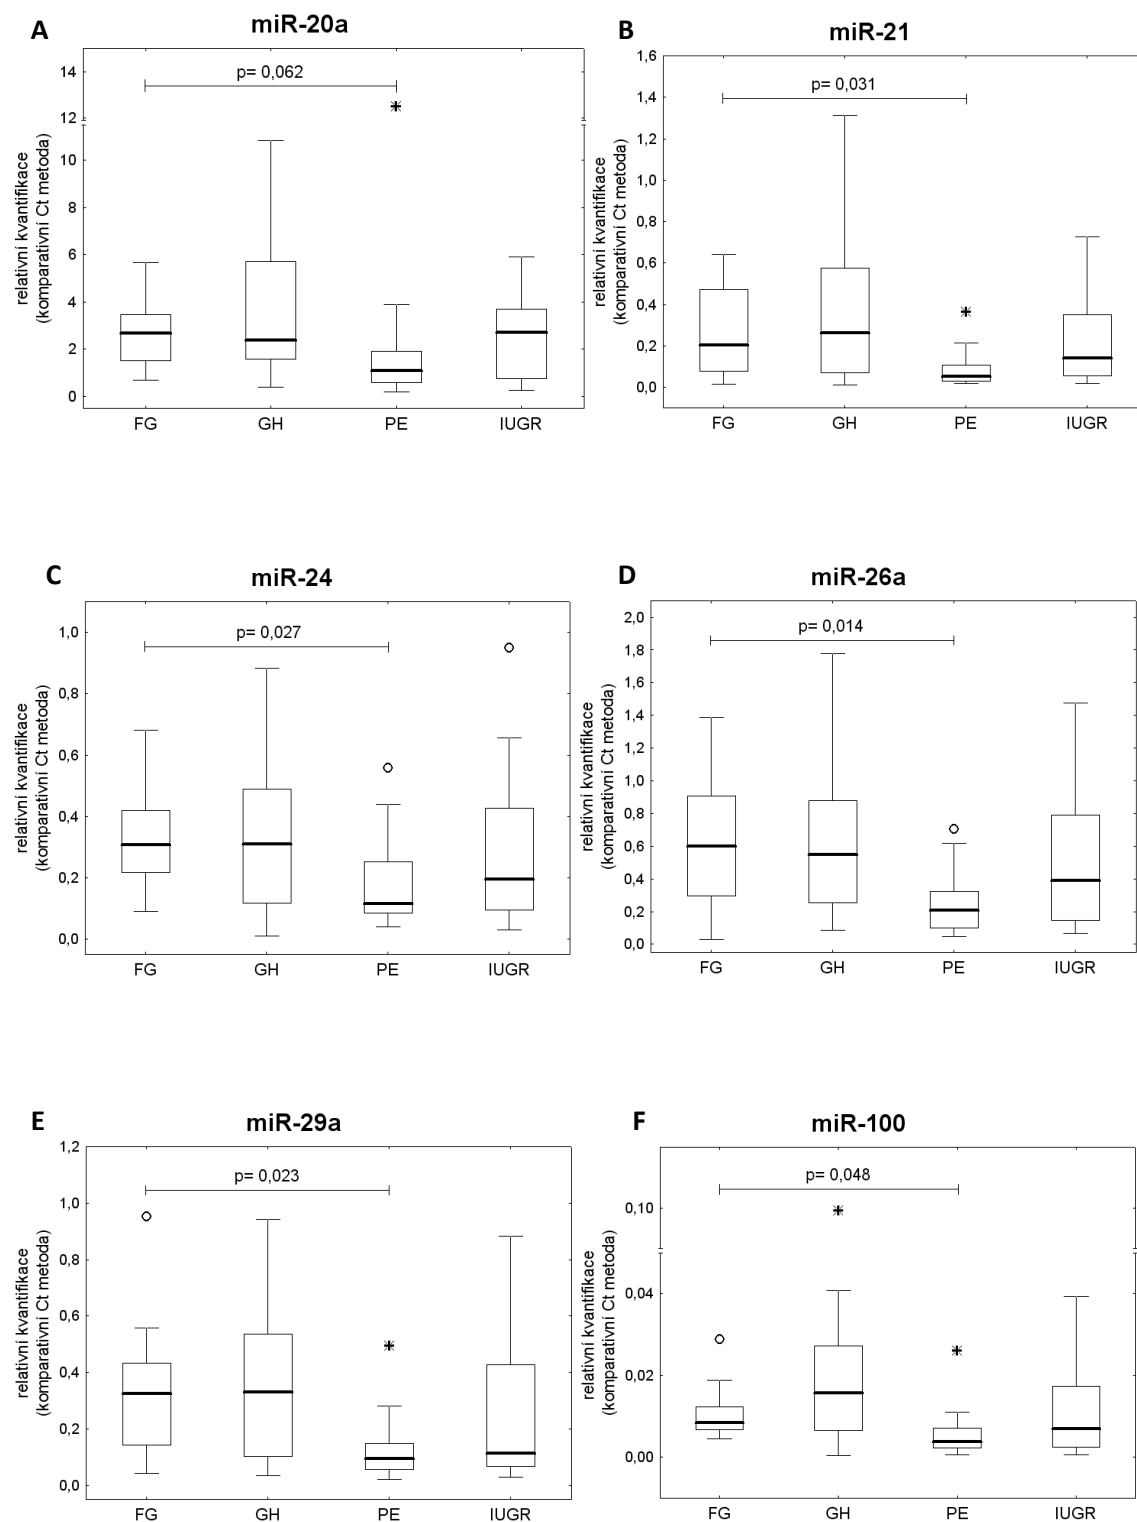 A
miR-20a
relativní kvantifikace
(komparativní Ct metoda)
14
12
10
8
6
4
2
0
p= 0,062
FG GH PE IUGR
B
miR-21
relativní kvantifikace
(komparativní Ct metoda)
1,6
1,4
1,2
1,0
0,8
0,6
0,4
0,2
0,0
p= 0,031
FG GH PE IUGR
C
miR-24
relativní kvantifikace
(komparativní Ct metoda)
1,0
0,8
0,6
0,4
0,2
0,0
p= 0,027
FG GH PE IUGR
D
miR-26a
relativní kvantifikace
(komparativní Ct metoda)
2,0
1,8
1,6
1,4
1,2
1,0
0,8
0,6
0,4
0,2
0,0
p= 0,014
FG GH PE IUGR
E
miR-29a
relativní kvantifikace
(komparativní Ct metoda)
1,2
1,0
0,8
0,6
0,4
0,2
0,0
p= 0,023
FG GH PE IUGR
F
miR-100
relativní kvantifikace
(komparativní Ct metoda)
0,10
0,04
0,02
0,00
p= 0,048
FG GH PE IUGR